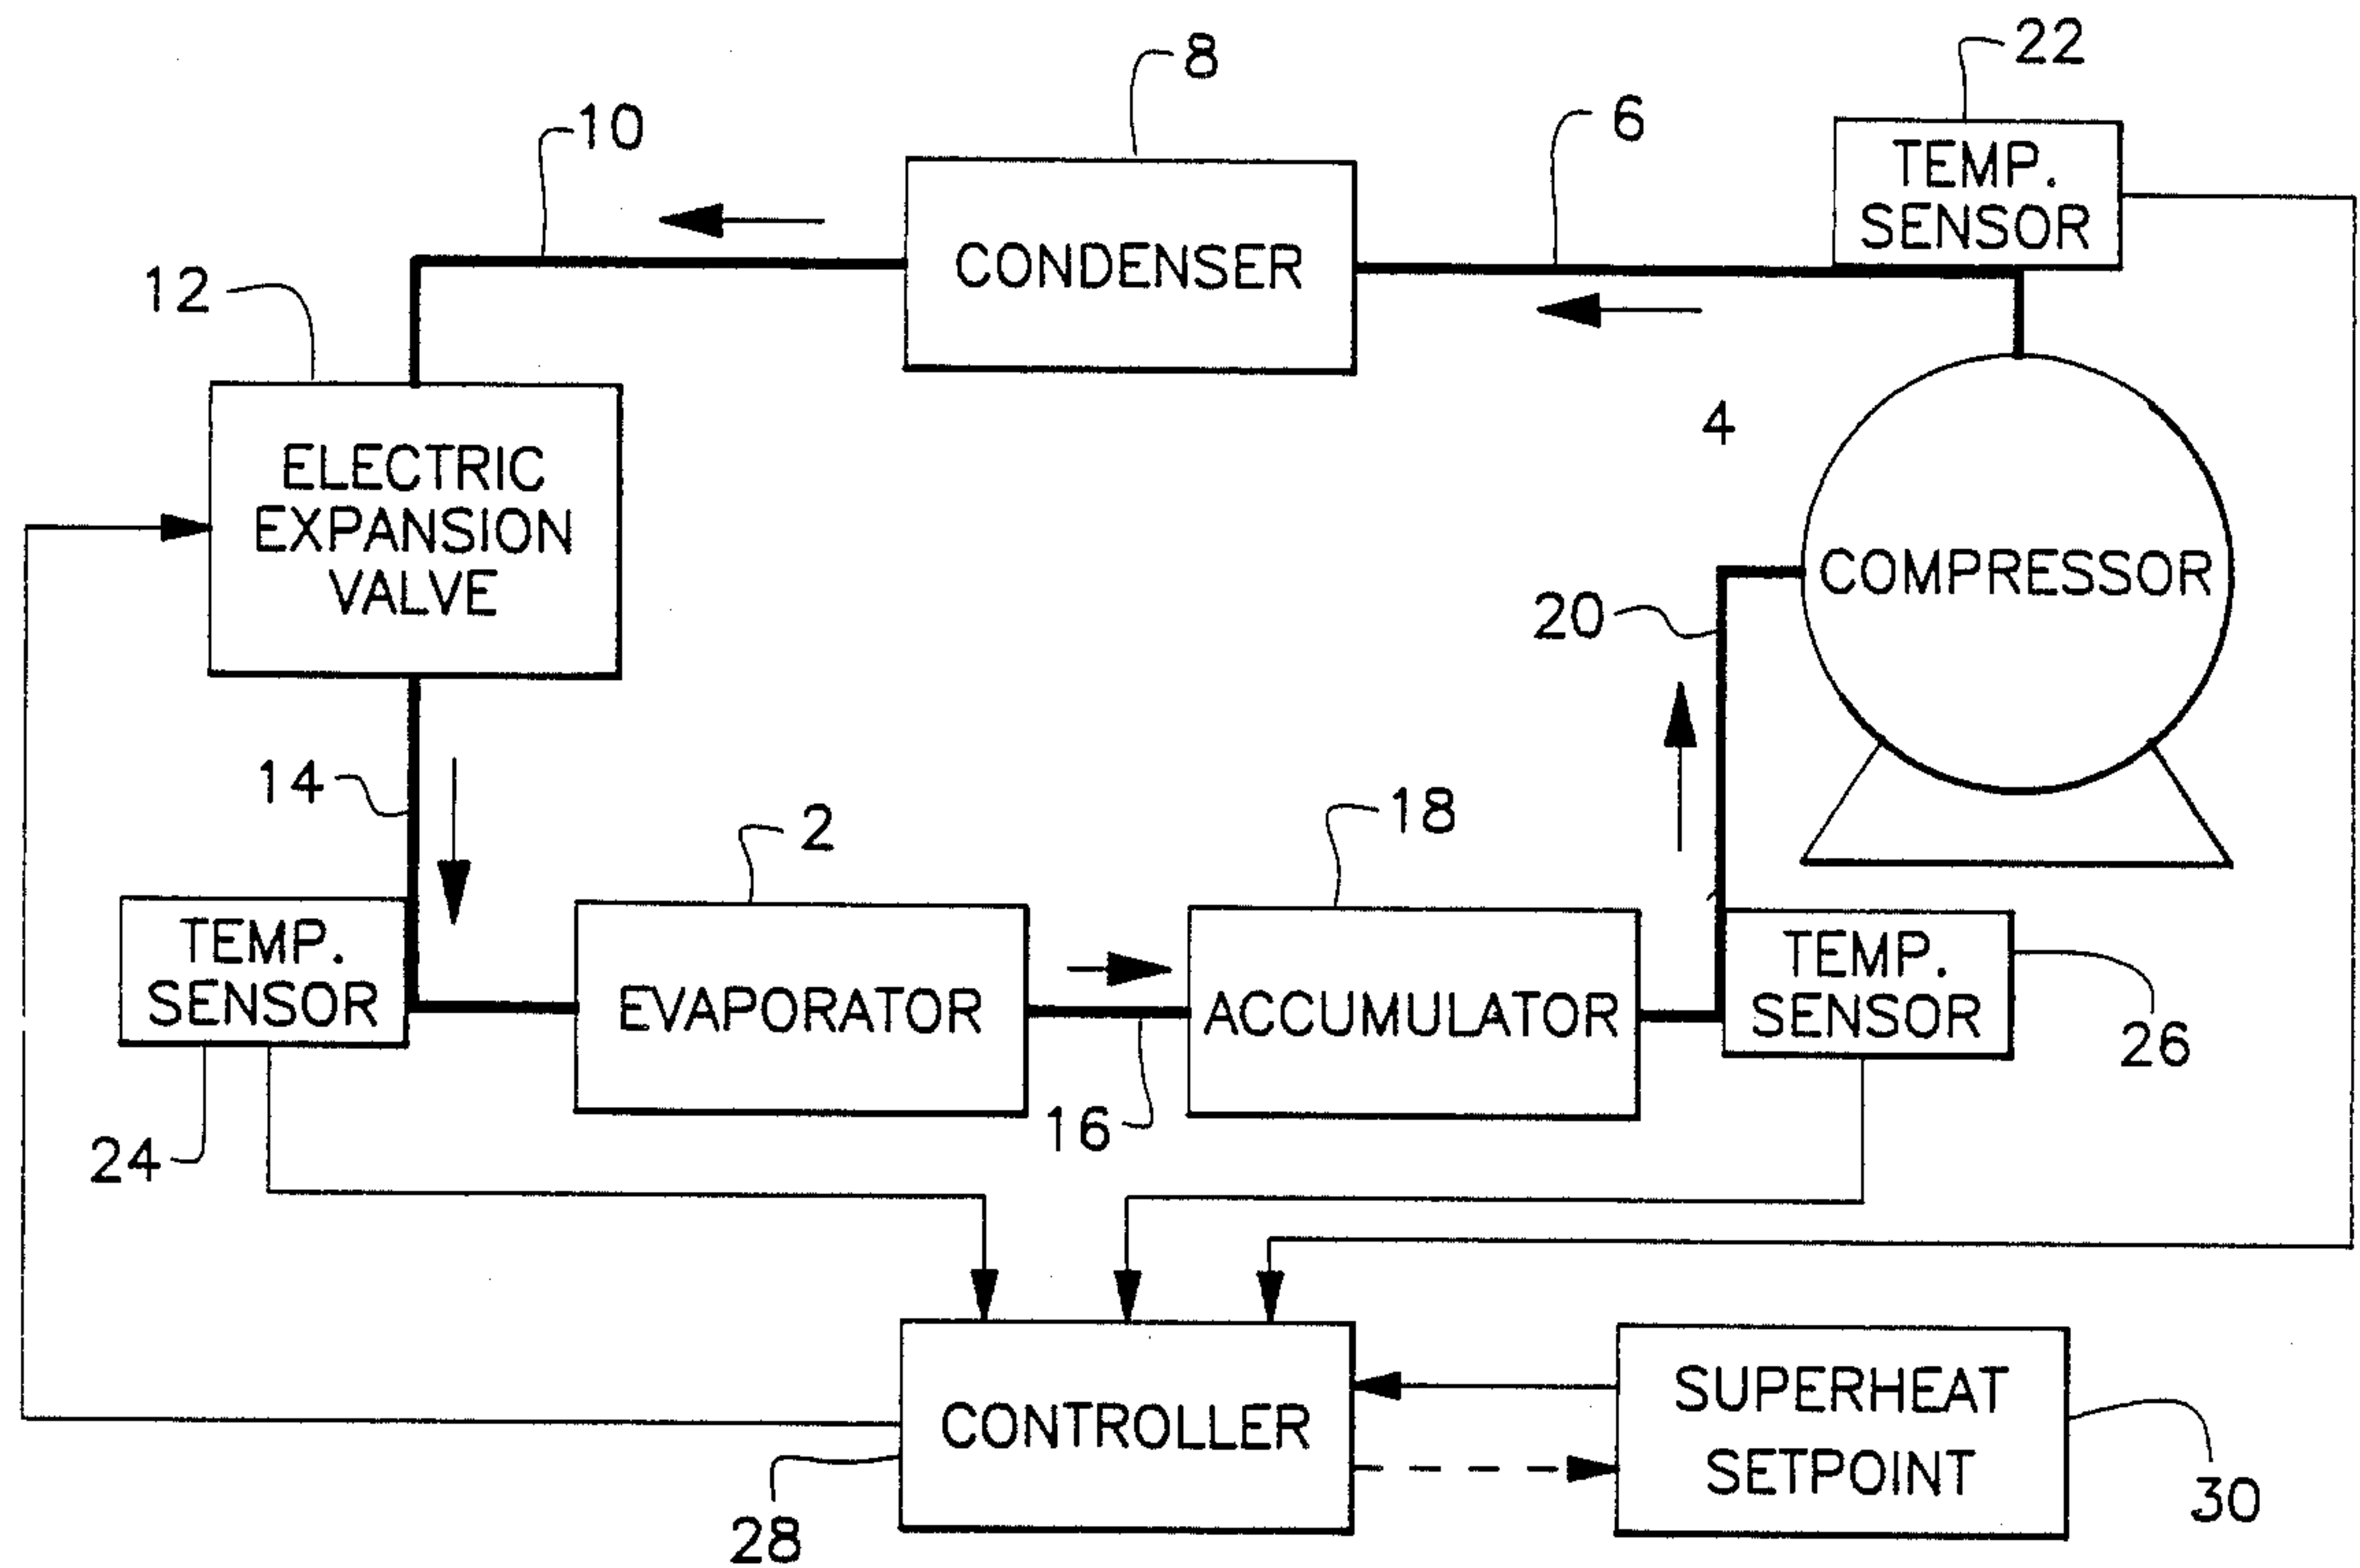 8
22
10
6
TEMP.
SENSOR
CONDENSER
12
4
ELECTRIC
EXPANSION
VALVE
COMPRESSOR
20
14
2
18
TEMP.
SENSOR
EVAPORATOR
ACCUMULATOR
TEMP.
SENSOR
26
16
24
CONTROLLER
SUPERHEAT
SETPOINT
28
30